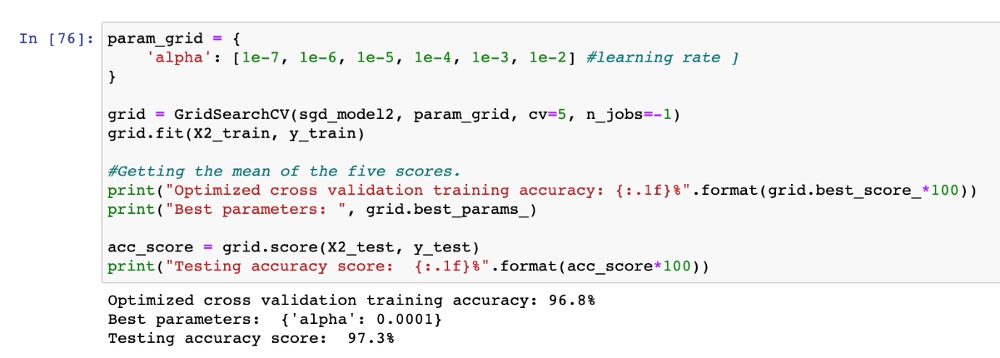 In [76]: param_grid = {
    'alpha': [1e-7, 1e-6, 1e-5, 1e-4, 1e-3, 1e-2] #learning rate ]
}
grid = GridSearchCV(sgd_model2, param_grid, cv=5, n_jobs=-1)
grid.fit(X2_train, y_train)
#Getting the mean of the five scores.
print("Optimized cross validation training accuracy: {:.1f}%".format(grid.best_score_*100))
print("Best parameters: ", grid.best_params_)
acc_score = grid.score(X2_test, y_test)
print("Testing accuracy score:  {:.1f}%".format(acc_score*100))
Optimized cross validation training accuracy: 96.8%
Best parameters:  {'alpha': 0.0001}
Testing accuracy score:  97.3%